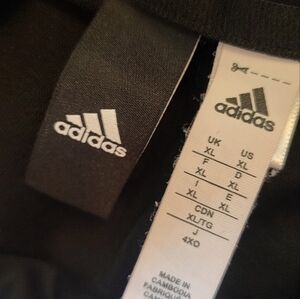 adidas
adidas
UK US
XL XL
F D
XL XL
I E
XL XL
CDN
XL/TG
J
4XO
MADE IN
CAMBODIA